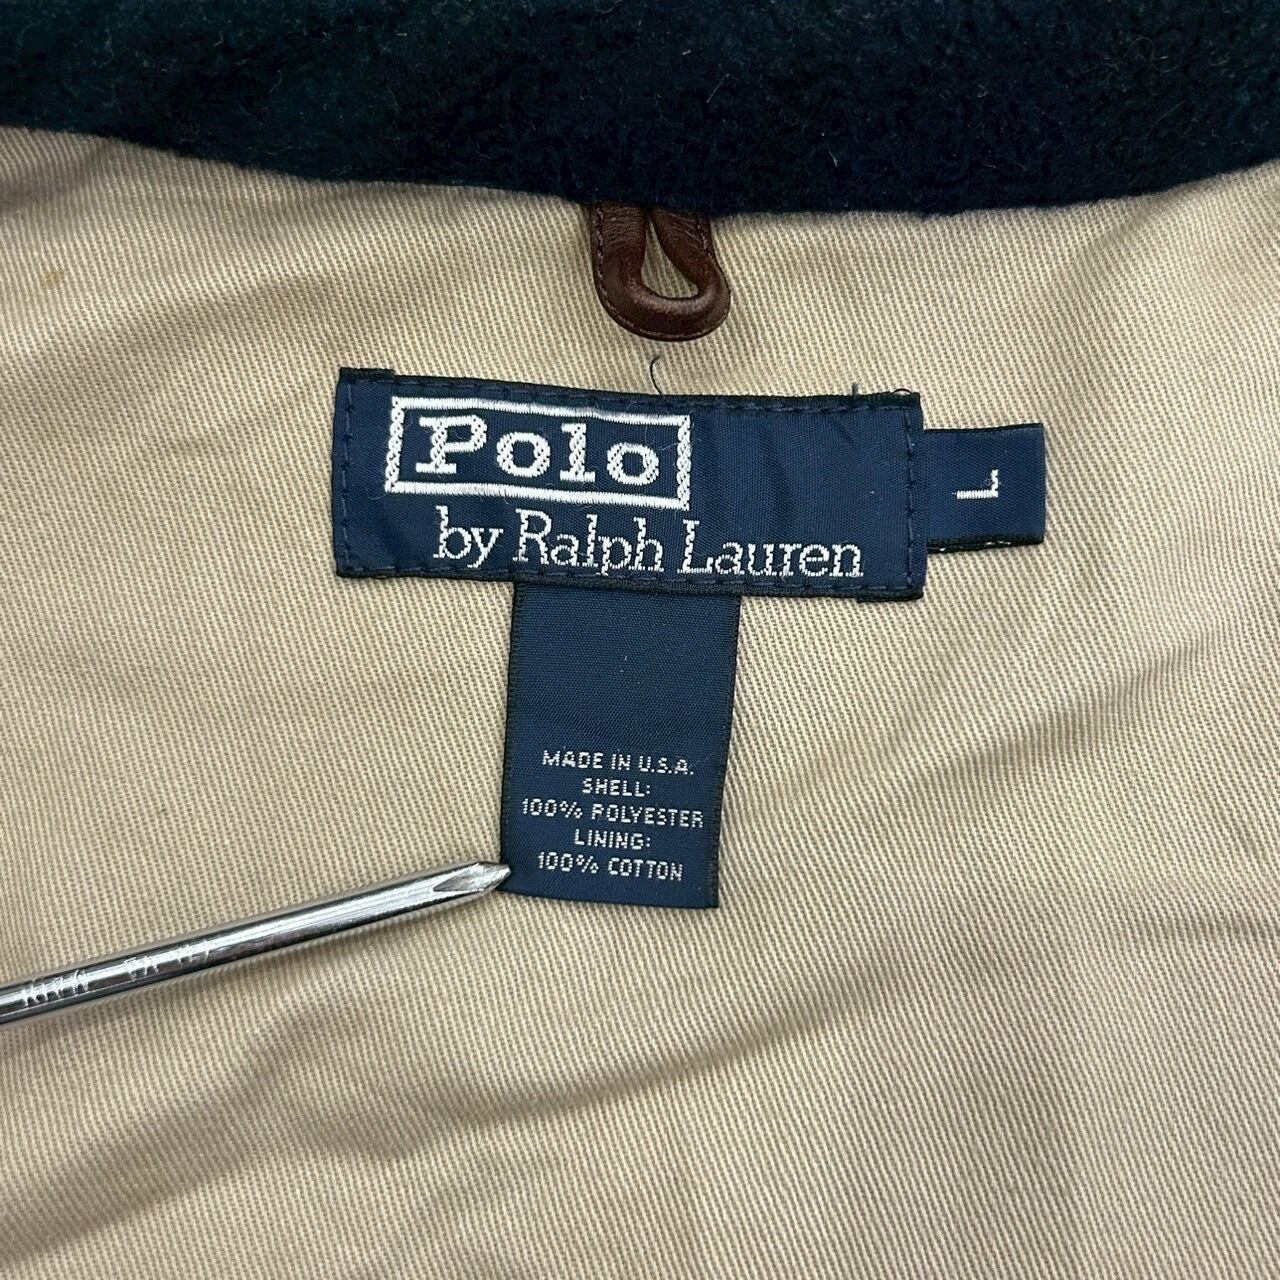 Polo
by Ralph Lauren
L
MADE IN U.S.A.
SHELL:
100% POLYESTER
LINING:
100% COTTON